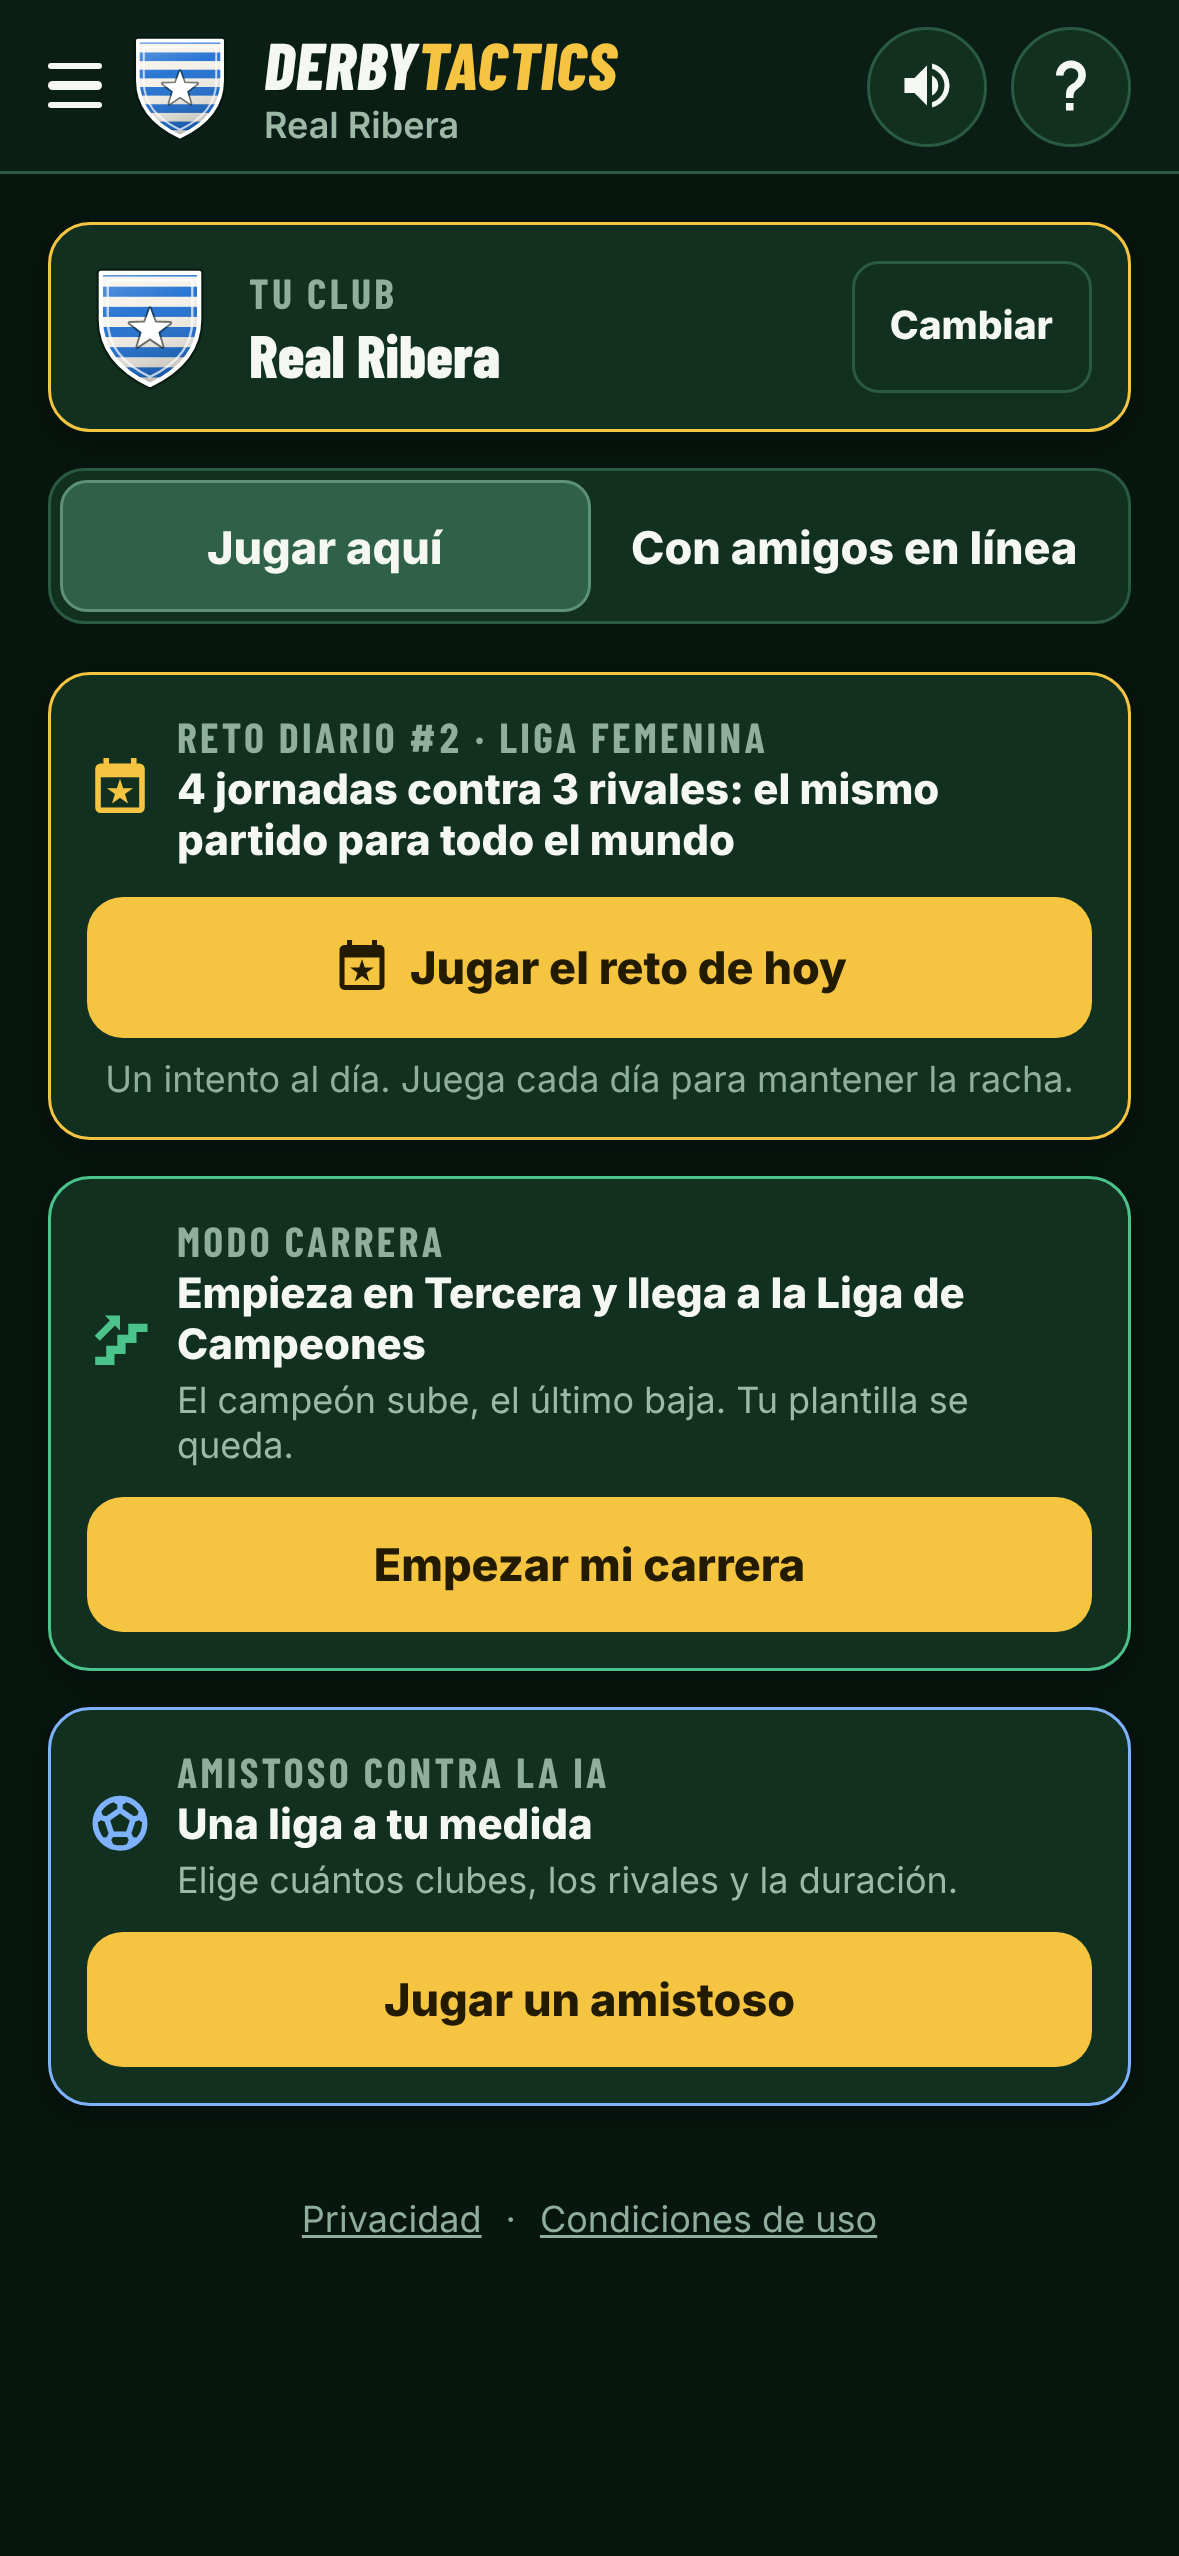 DERBYTACTICS
Real Ribera
?
TU CLUB
Real Ribera
Cambiar
Jugar aquí
Con amigos en línea
RETO DIARIO #2 · LIGA FEMENINA
4 jornadas contra 3 rivales: el mismo
partido para todo el mundo
Jugar el reto de hoy
Un intento al día. Juega cada día para mantener la racha.
MODO CARRERA
Empieza en Tercera y llega a la Liga de
Campeones
El campeón sube, el último baja. Tu plantilla se
queda.
Empezar mi carrera
AMISTOSO CONTRA LA IA
Una liga a tu medida
Elige cuántos clubes, los rivales y la duración.
Jugar un amistoso
Privacidad · Condiciones de uso